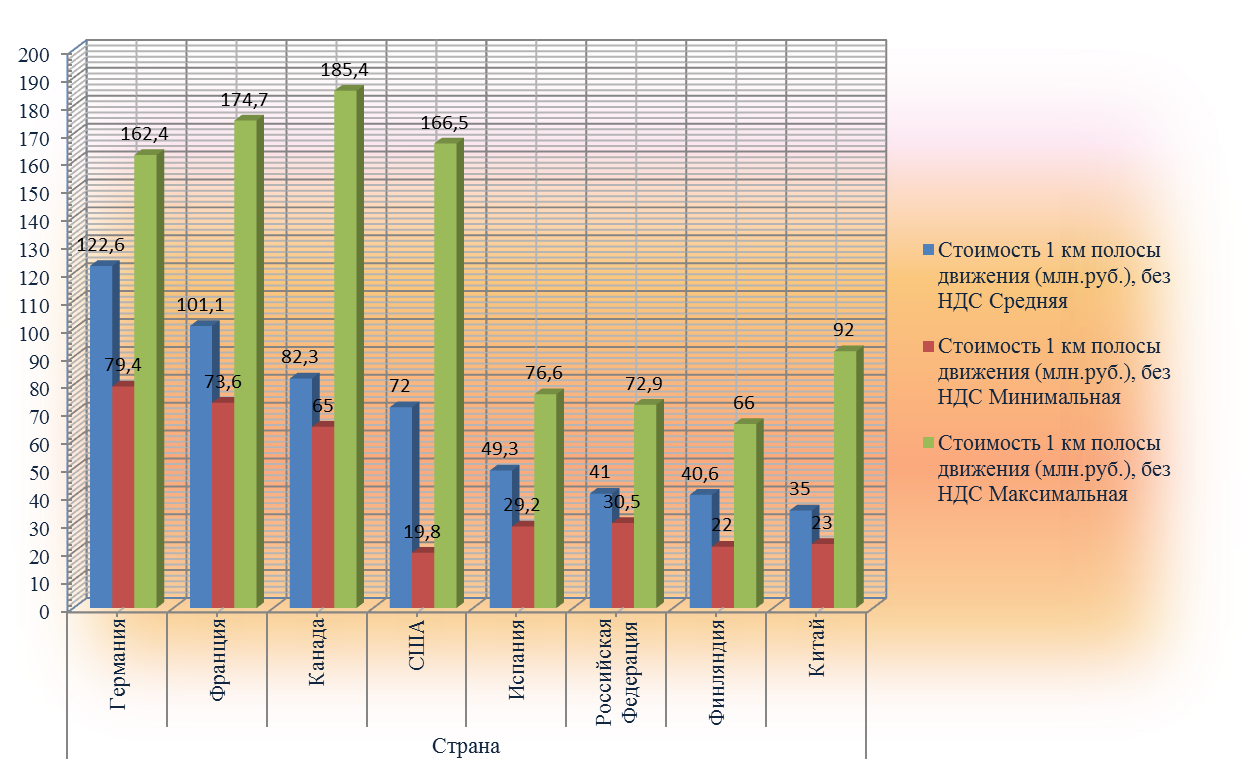 200
190
180
170
160
150
140
130
120
110
100
90
80
70
60
50
40
30
20
10
0
122,6
79,4
162,4
101,1
73,6
174,7
82,3
65
185,4
72
19,8
166,5
49,3
29,2
76,6
41
30,5
72,9
40,6
22
66
35
23
92
Германия
Франция
Канада
США
Испания
Российская
Федерация
Финляндия
Китай
Страна
Стоимость 1 км полосы
движения (млн.руб.), без
НДС Средняя
Стоимость 1 км полосы
движения (млн.руб.), без
НДС Минимальная
Стоимость 1 км полосы
движения (млн.руб.), без
НДС Максимальная